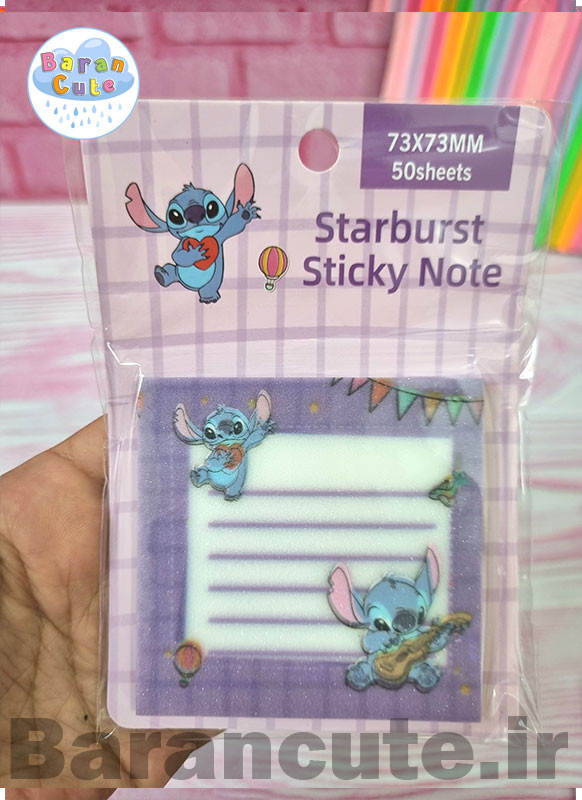 Baran
Cute
73X73MM
50sheets
Starburst
Sticky Note
Barancute.ir